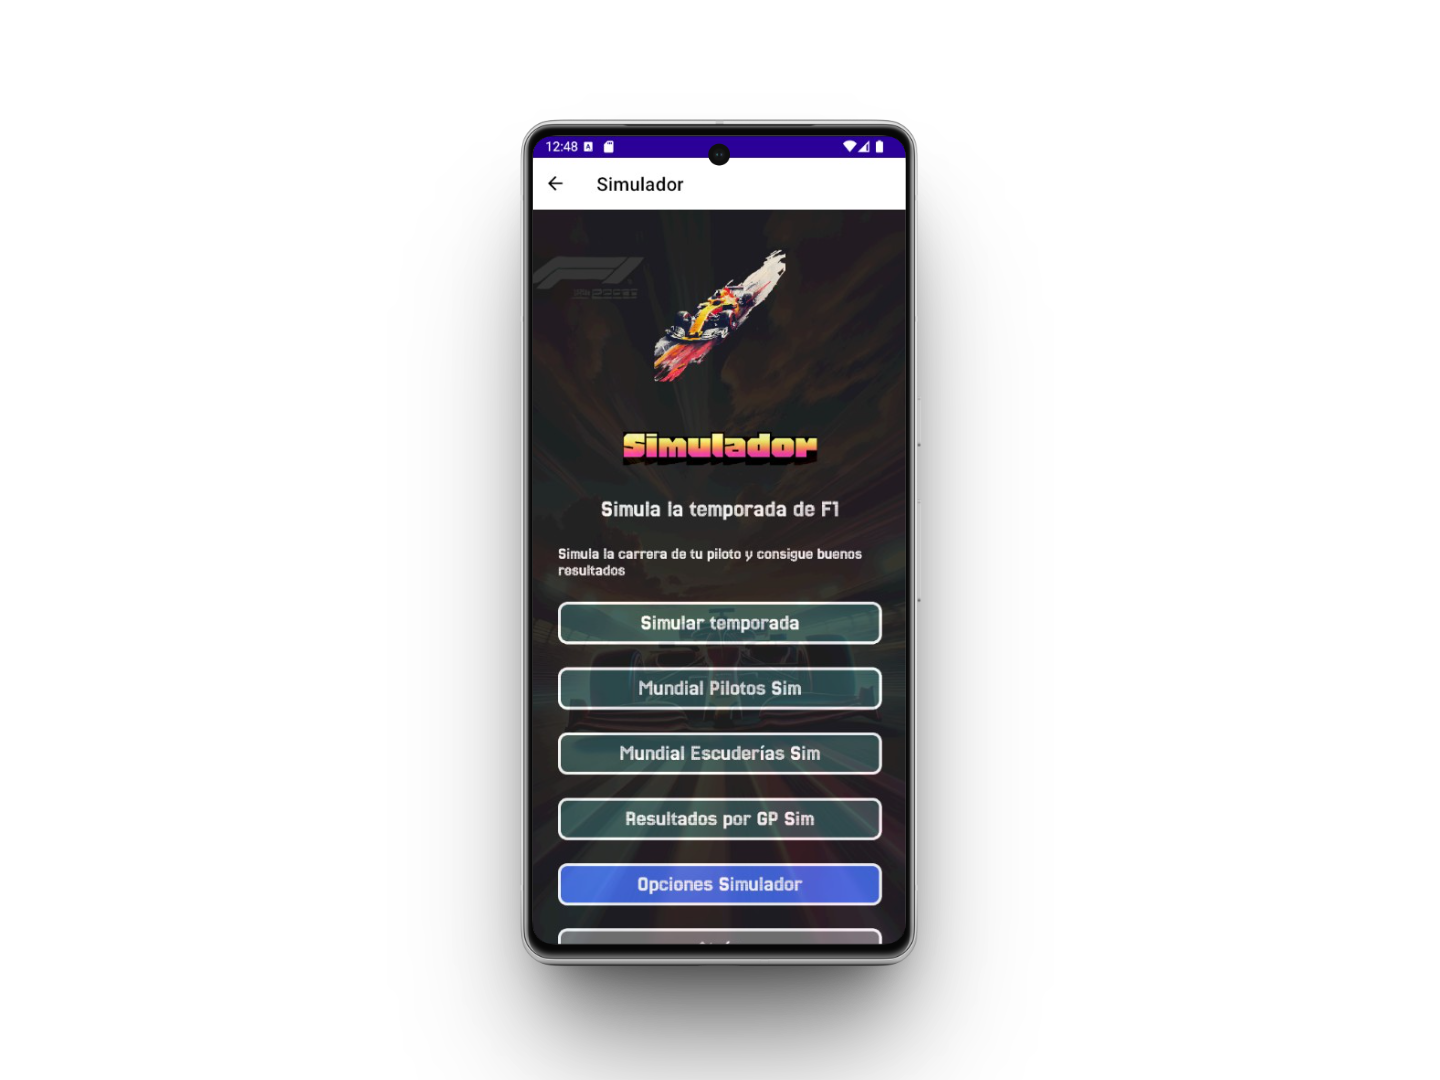 12:48
Simulador
Simulador
Simula la temporada de F1
Simula la carrera de tu piloto y consigue buenos
resultados
Simular temporada
Mundial Pilotos Sim
Mundial Escuderías Sim
Resultados por GP Sim
Opciones Simulador